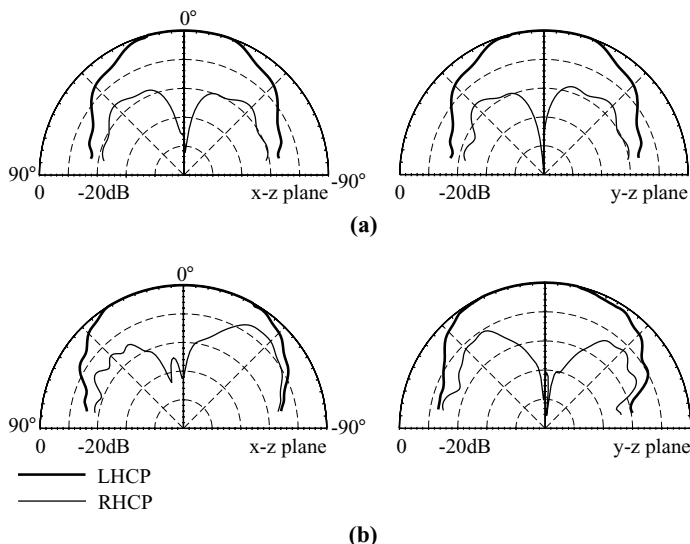 0°
90° -90°
0 -20dB x-z plane 0 -20dB y-z plane
(a)
0°
90° -90°
0 -20dB x-z plane 0 -20dB y-z plane
LHCP
RHCP
(b)